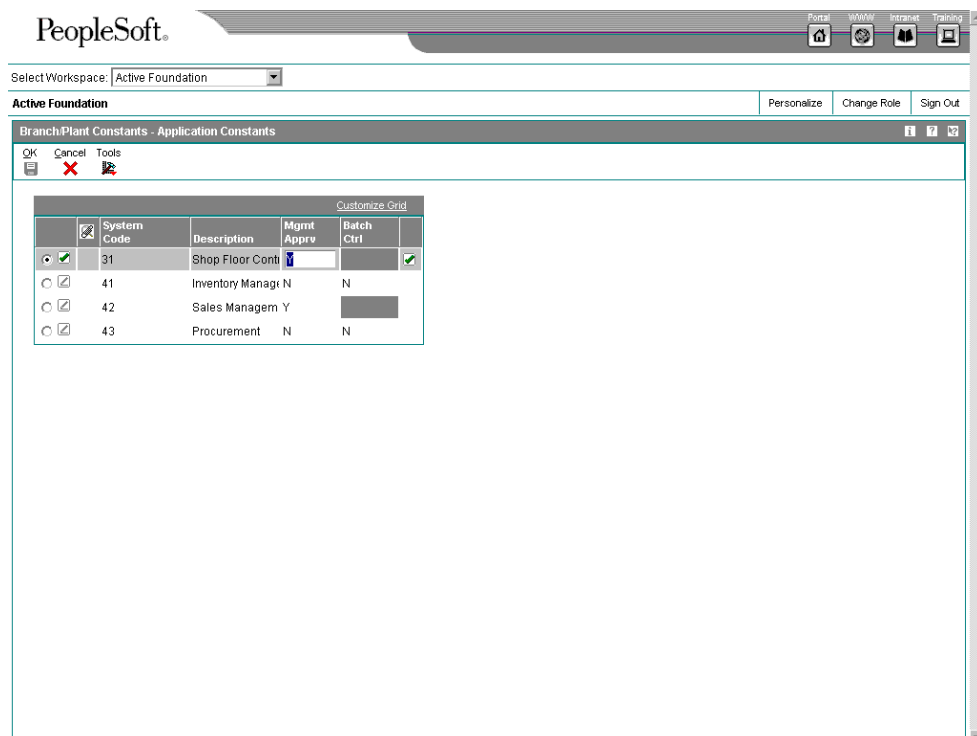 PeopleSoft®
Portal WWW Intranet Training
Select Workspace: Active Foundation
Active Foundation Personalize Change Role Sign Out
Branch/Plant Constants - Application Constants
OK Cancel Tools
Customize Grid
System Code Description Mgmt Apprv Batch Ctrl
31 Shop Floor Conti Y
41 Inventory Manage N N
42 Sales Managem Y
43 Procurement N N